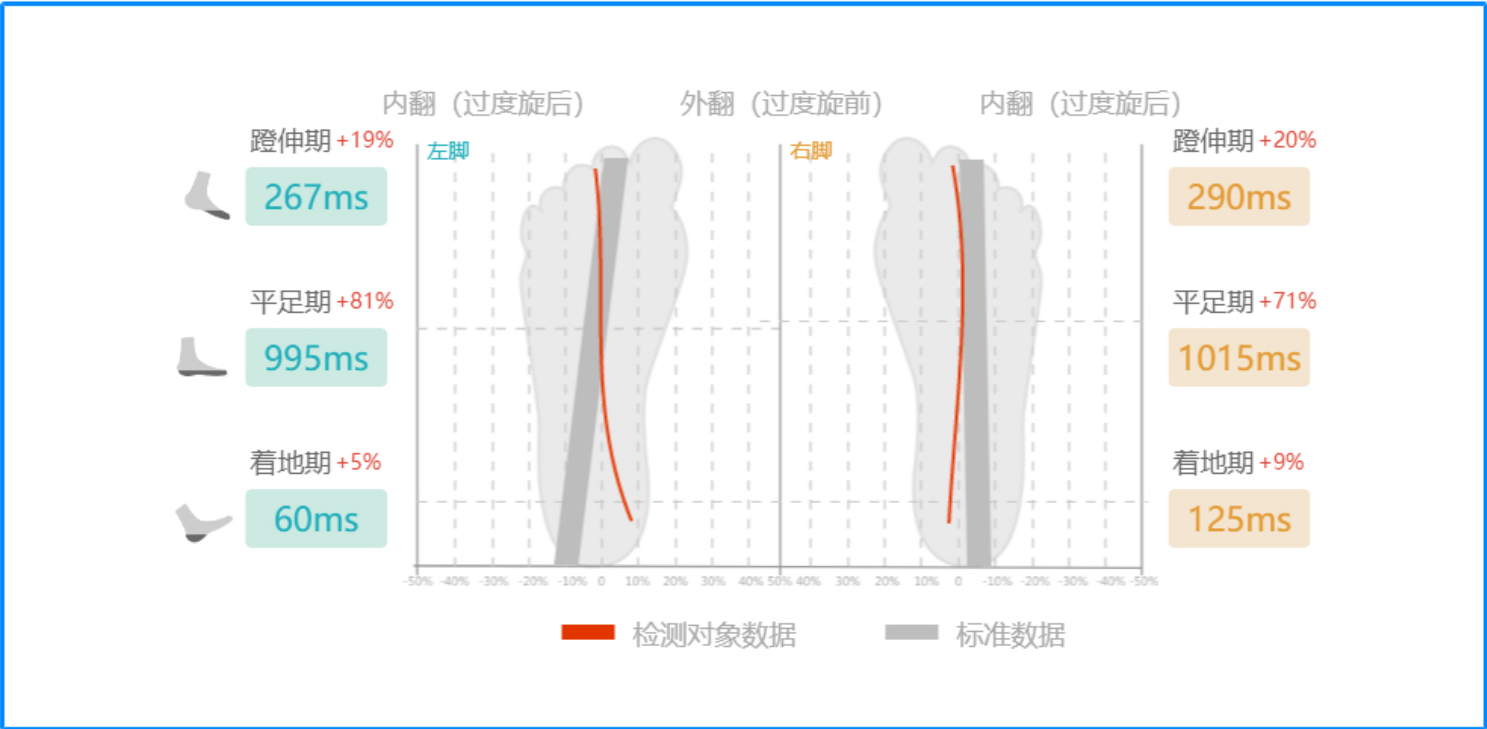 内翻（过度旋后） 外翻（过度旋前） 内翻（过度旋后）
蹬伸期 +19%
267ms
平足期 +81%
995ms
着地期 +5%
60ms
左脚
右脚
蹬伸期 +20%
290ms
平足期 +71%
1015ms
着地期 +9%
125ms
-50% -40% -30% -20% -10% 0 10% 20% 30% 40% 50% 40% 30% 20% 10% 0 -10% -20% -30% -40% -50%
检测对象数据 标准数据